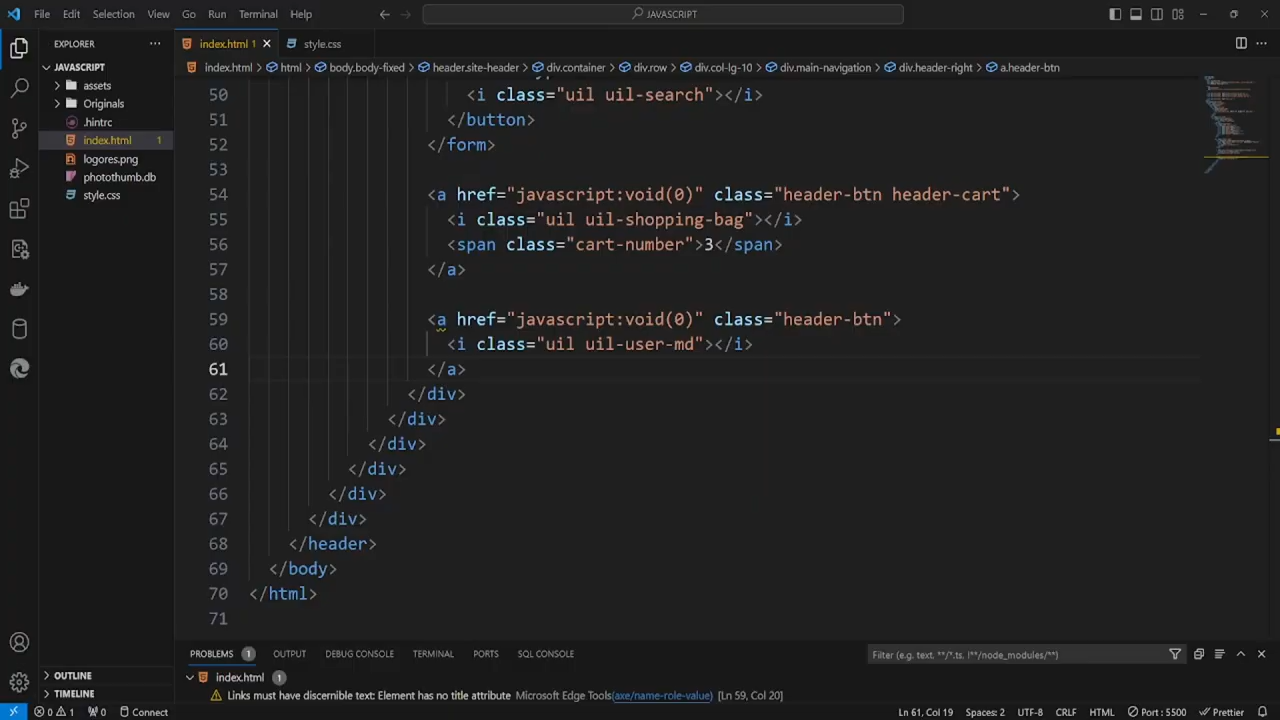 File Edit Selection View Go Run Terminal Help
JAVASCRIPT
EXPLORER
JAVASCRIPT
assets
Originals
.hintrc
index.html 1
logores.png
photothumb.db
style.css
OUTLINE
TIMELINE
index.html 1
style.css
index.html > html > body.body-fixed > header.site-header > div.container > div.row > div.col-lg-10 > div.main-navigation > div.header-right > a.header-btn
50 <i class="uil uil-search"></i>
51 </button>
52 </form>
53
54 <a href="javascript:void(0)" class="header-btn header-cart">
55 <i class="uil uil-shopping-bag"></i>
56 <span class="cart-number">3</span>
57 </a>
58
59 <a href="javascript:void(0)" class="header-btn">
60 <i class="uil uil-user-md"></i>
61 </a>
62 </div>
63 </div>
64 </div>
65 </div>
66 </div>
67 </div>
68 </header>
69 </body>
70 </html>
71
PROBLEMS 1 OUTPUT DEBUG CONSOLE TERMINAL PORTS SQL CONSOLE
Filter (e.g. text, **/*.ts, !**/node_modules/**)
index.html 1
Links must have discernible text: Element has no title attribute Microsoft Edge Tools(axe/name-role-value) [Ln 59, Col 20]
0 1 0 Connect
Ln 61, Col 19 Spaces: 2 UTF-8 CRLF HTML Port : 5500 Prettier